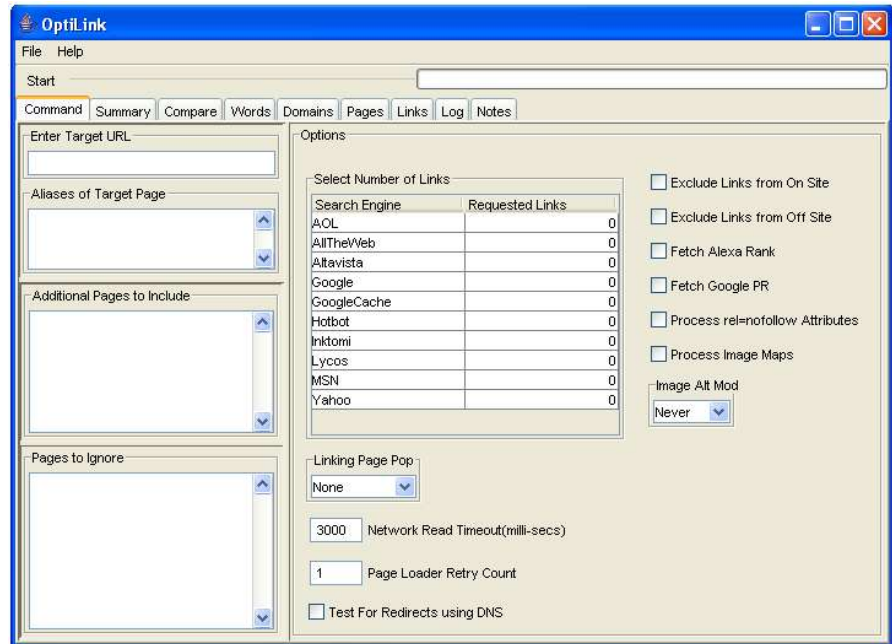 OptiLink
File Help
Start
Command Summary Compare Words Domains Pages Links Log Notes
Enter Target URL
Aliases of Target Page
Additional Pages to Include
Pages to Ignore
Options
Select Number of Links
Search Engine Requested Links
AOL 0
AllTheWeb 0
Altavista 0
Google 0
GoogleCache 0
Hotbot 0
Inktomi 0
Lycos 0
MSN 0
Yahoo 0
Linking Page Pop
None
3000 Network Read Timeout(milli-secs)
1 Page Loader Retry Count
Test For Redirects using DNS
Exclude Links from On Site
Exclude Links from Off Site
Fetch Alexa Rank
Fetch Google PR
Process rel=nofollow Attributes
Process Image Maps
Image Alt Mod
Never